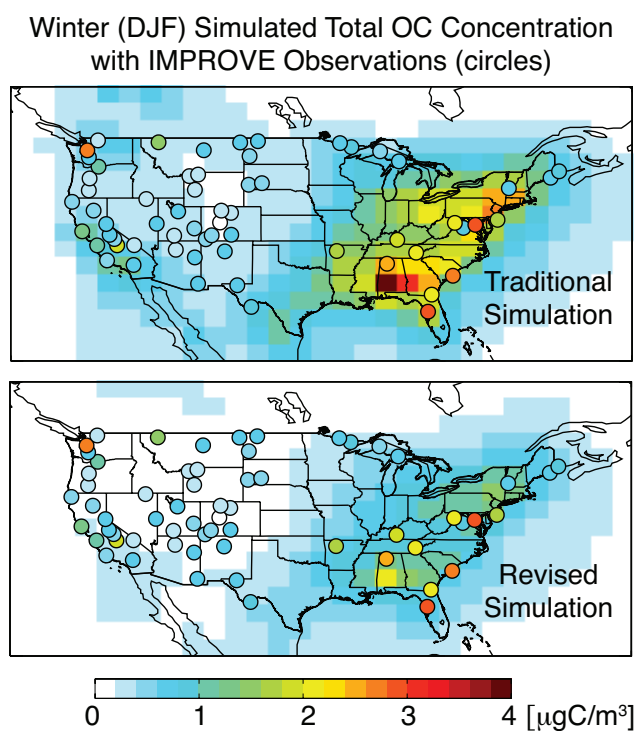 Winter (DJF) Simulated Total OC Concentration
with IMPROVE Observations (circles)
Traditional
Simulation
Revised
Simulation
0 1 2 3 4 [μgC/m³]